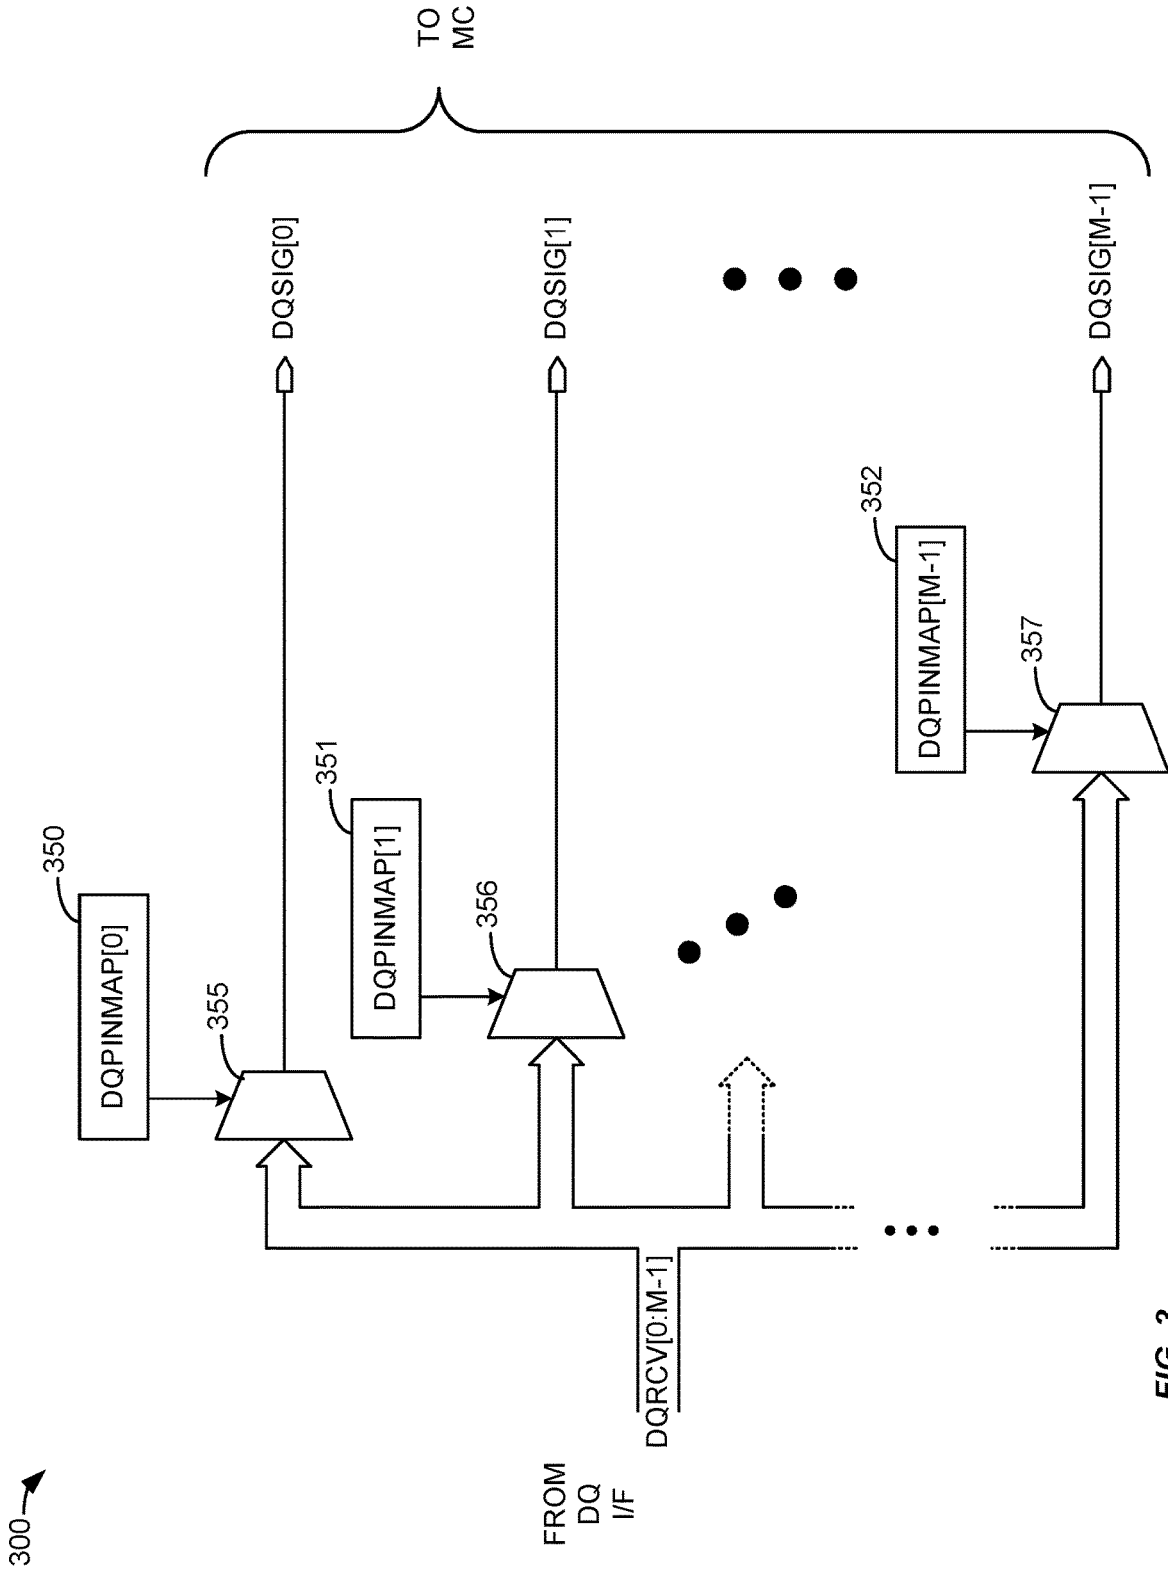 300
FROM
DQ
I/F
DQRCV[0:M-1]
DQPINMAP[0]
350
355
DQSIG[0]
DQPINMAP[1]
351
356
DQSIG[1]
DQPINMAP[M-1]
352
357
DQSIG[M-1]
TO
MC